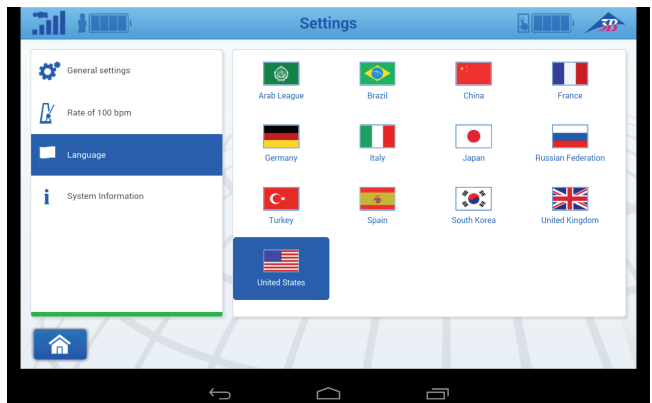 Settings
3B
General settings
Rate of 100 bpm
Language
System Information
Arab League
Brazil
China
France
Germany
Italy
Japan
Russian Federation
Turkey
Spain
South Korea
United Kingdom
United States